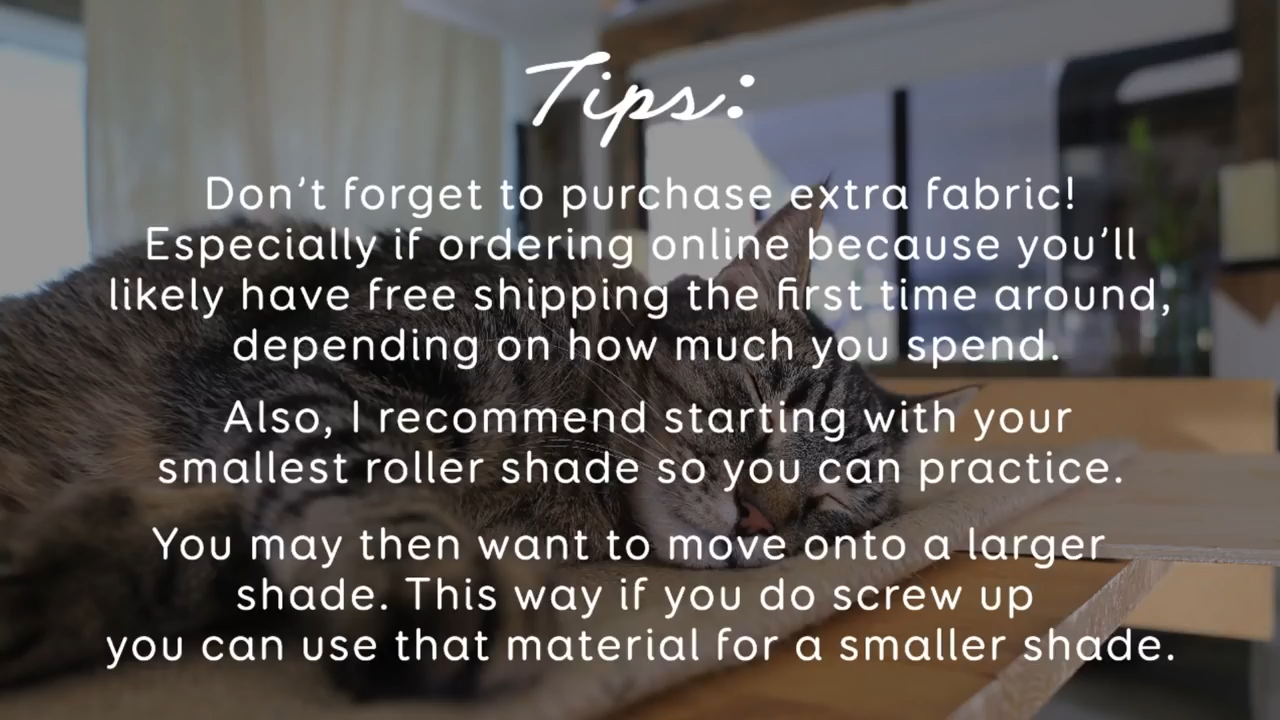 Tips:
Don't forget to purchase extra fabric!
Especially if ordering online because you'll
likely have free shipping the first time around,
depending on how much you spend.
Also, I recommend starting with your
smallest roller shade so you can practice.
You may then want to move onto a larger
shade. This way if you do screw up
you can use that material for a smaller shade.